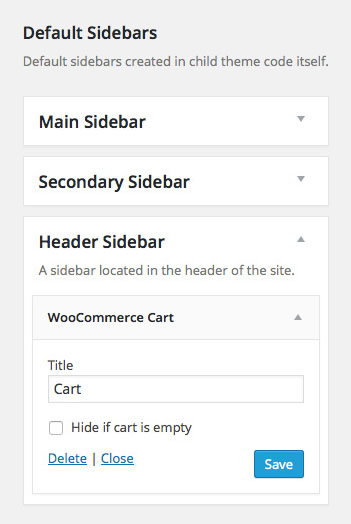 Default Sidebars
Default sidebars created in child theme code itself.
Main Sidebar
Secondary Sidebar
Header Sidebar
A sidebar located in the header of the site.
WooCommerce Cart
Title
Cart
Hide if cart is empty
Delete | Close
Save